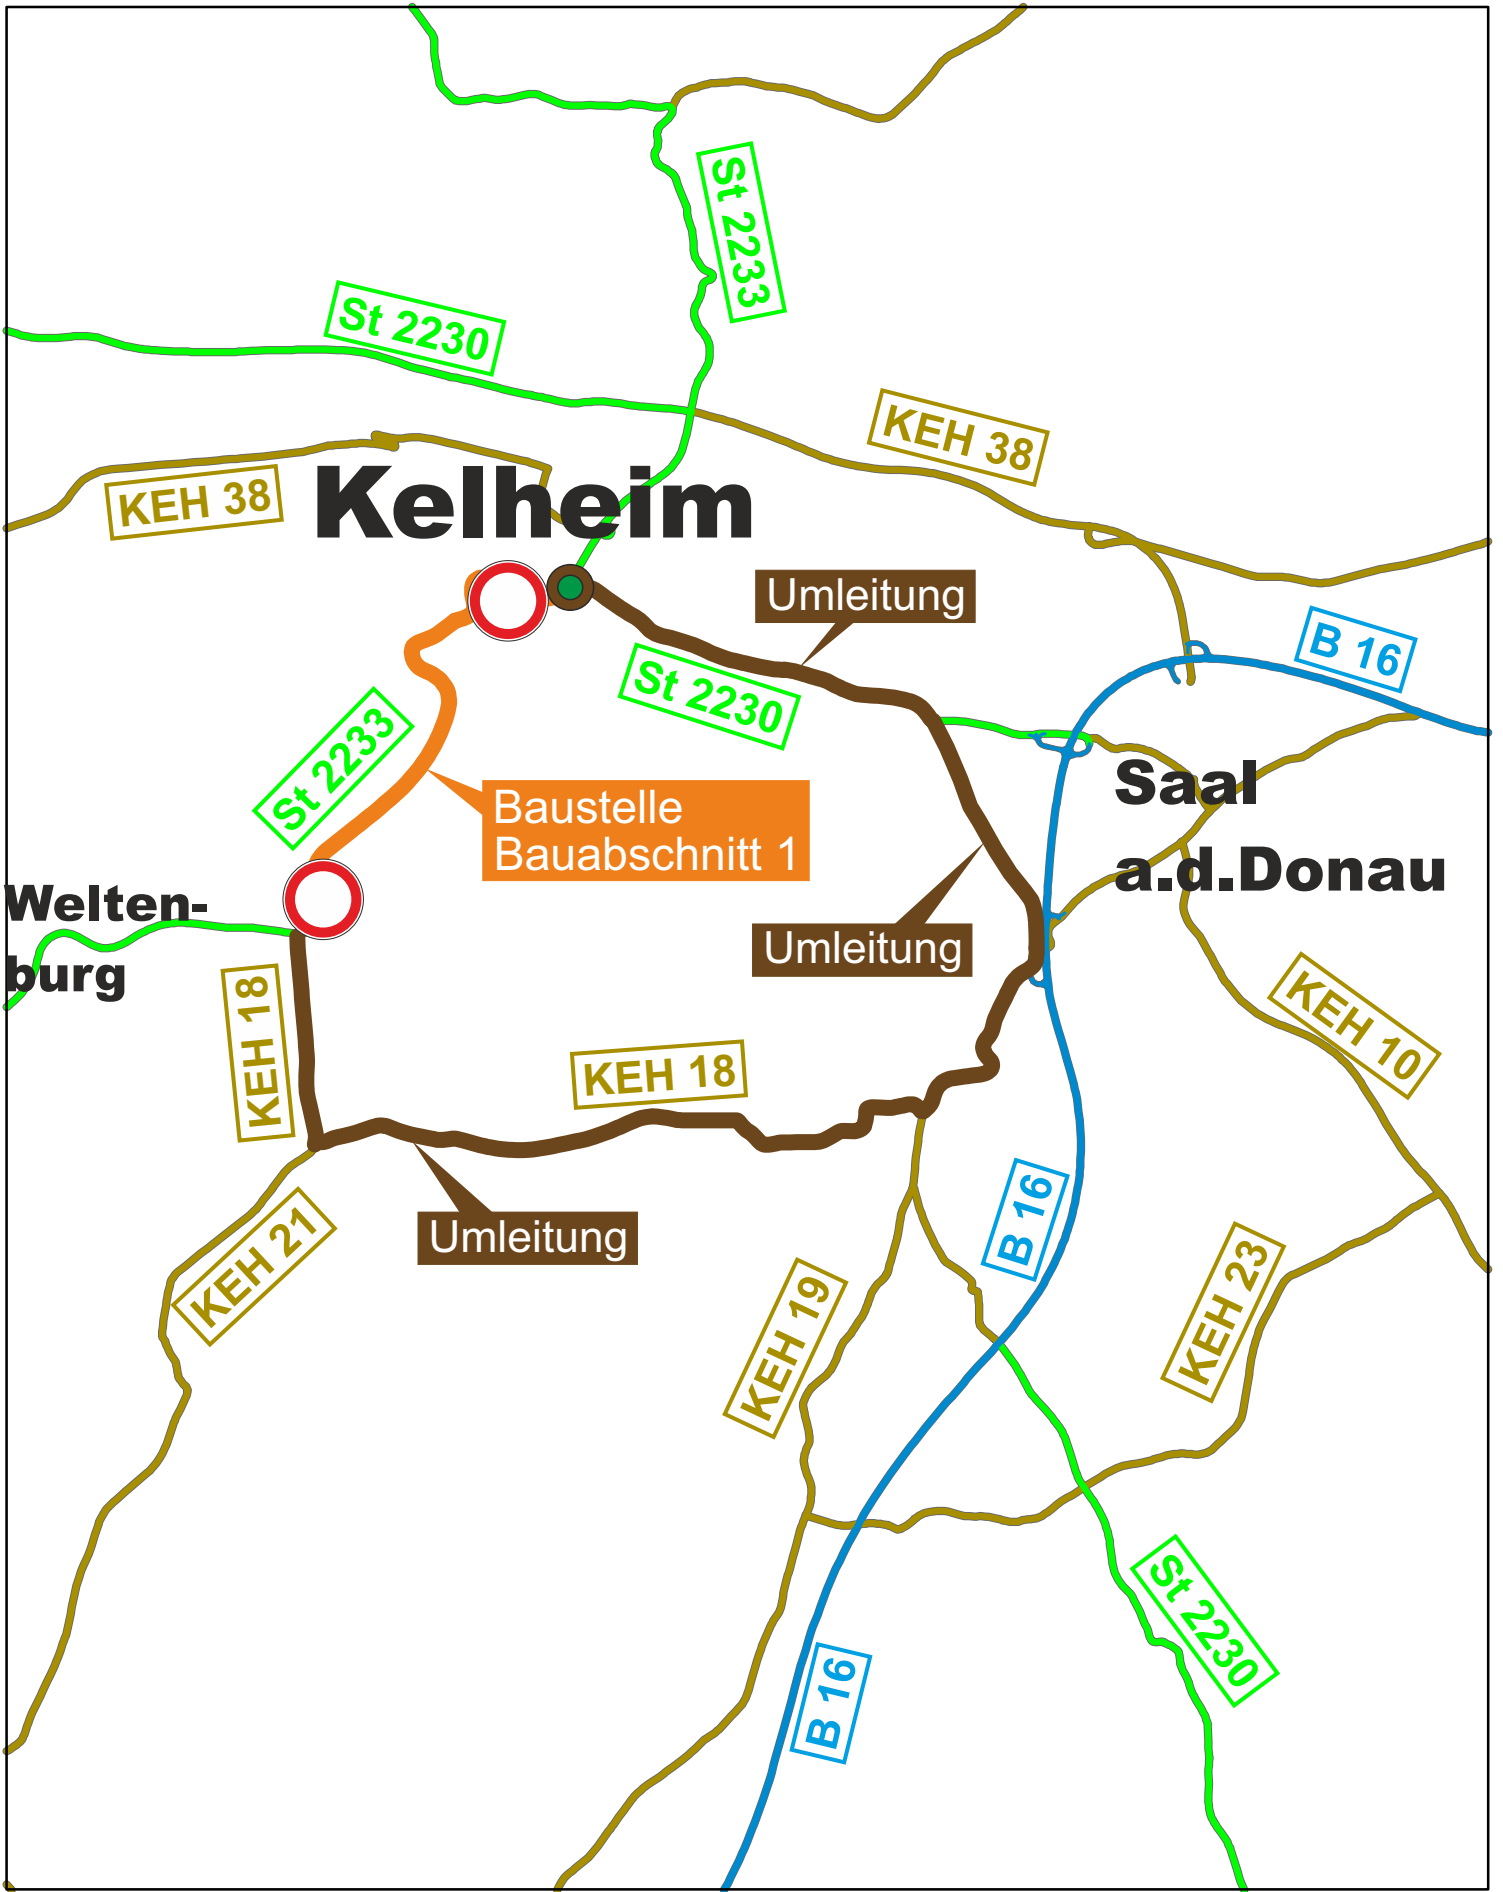 St 2233
St 2230
KEH 38
KEH 38
Kelheim
Umleitung
B 16
St 2230
St 2233
Baustelle
Bauabschnitt 1
Saal
a.d.Donau
Welten-
burg
Umleitung
KEH 18
KEH 10
KEH 18
B 16
KEH 21
Umleitung
KEH 19
KEH 23
St 2230
B 16